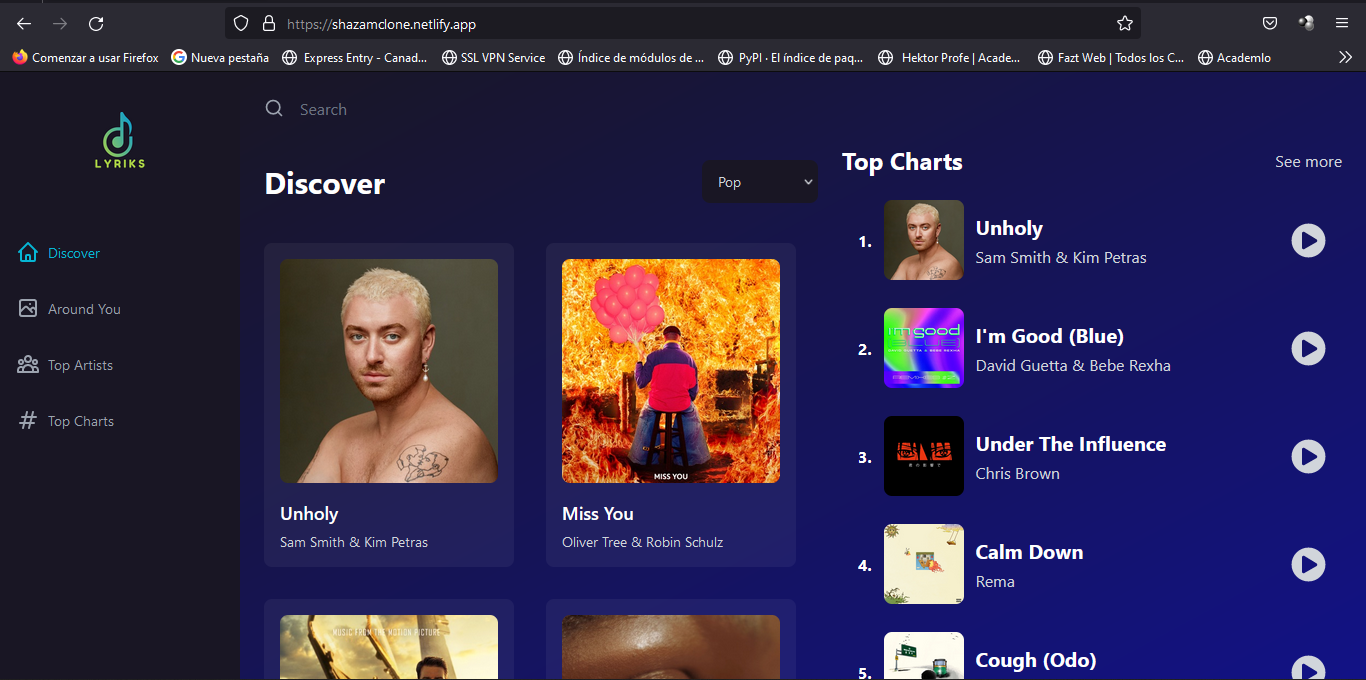 https://shazamclone.netlify.app
Comenzar a usar Firefox
Nueva pestaña
Express Entry - Canad...
SSL VPN Service
Índice de módulos de ...
PyPI · El índice de paq...
Hektor Profe | Acade...
Fazt Web | Todos los C...
Academlo
LYRIKS
Discover
Around You
Top Artists
Top Charts
Search
Discover
Pop
Unholy
Sam Smith & Kim Petras
MISS YOU
Miss You
Oliver Tree & Robin Schulz
MUSIC FROM THE MOTION PICTURE
Top Charts
See more
1.
Unholy
Sam Smith & Kim Petras
2.
i'm good
(BLUE)
DAVID GUETTA & BEBE REXHA
I'm Good (Blue)
David Guetta & Bebe Rexha
3.
Under The Influence
Chris Brown
4.
Calm Down
Rema
5.
Cough (Odo)